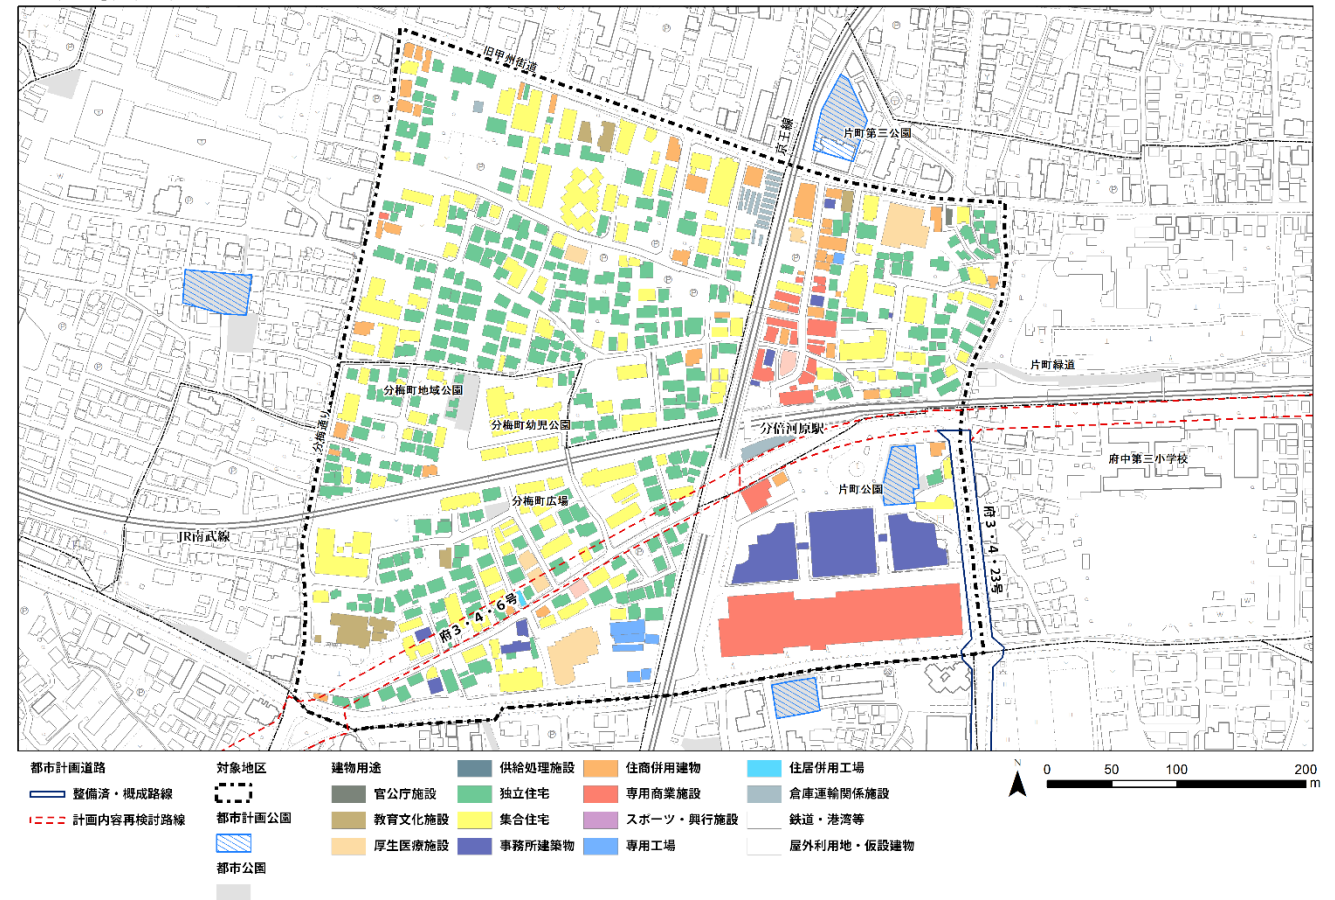 旧甲州街道
京王線
片町第三公園
片町緑道
分梅町地域公園
分梅通り
分梅町幼児公園
分倍河原駅
府中第三小学校
片町公園
分梅町広場
JR南武線
府3・4・23号
府3・4・6号
都市計画道路
整備済・概成路線
計画内容再検討路線
対象地区
都市計画公園
都市公園
建物用途
官公庁施設
教育文化施設
厚生医療施設
供給処理施設
独立住宅
集合住宅
事務所建築物
住商併用建物
専用商業施設
スポーツ・興行施設
専用工場
住居併用工場
倉庫運輸関係施設
鉄道・港湾等
屋外利用地・仮設建物
N
0 50 100 200
m